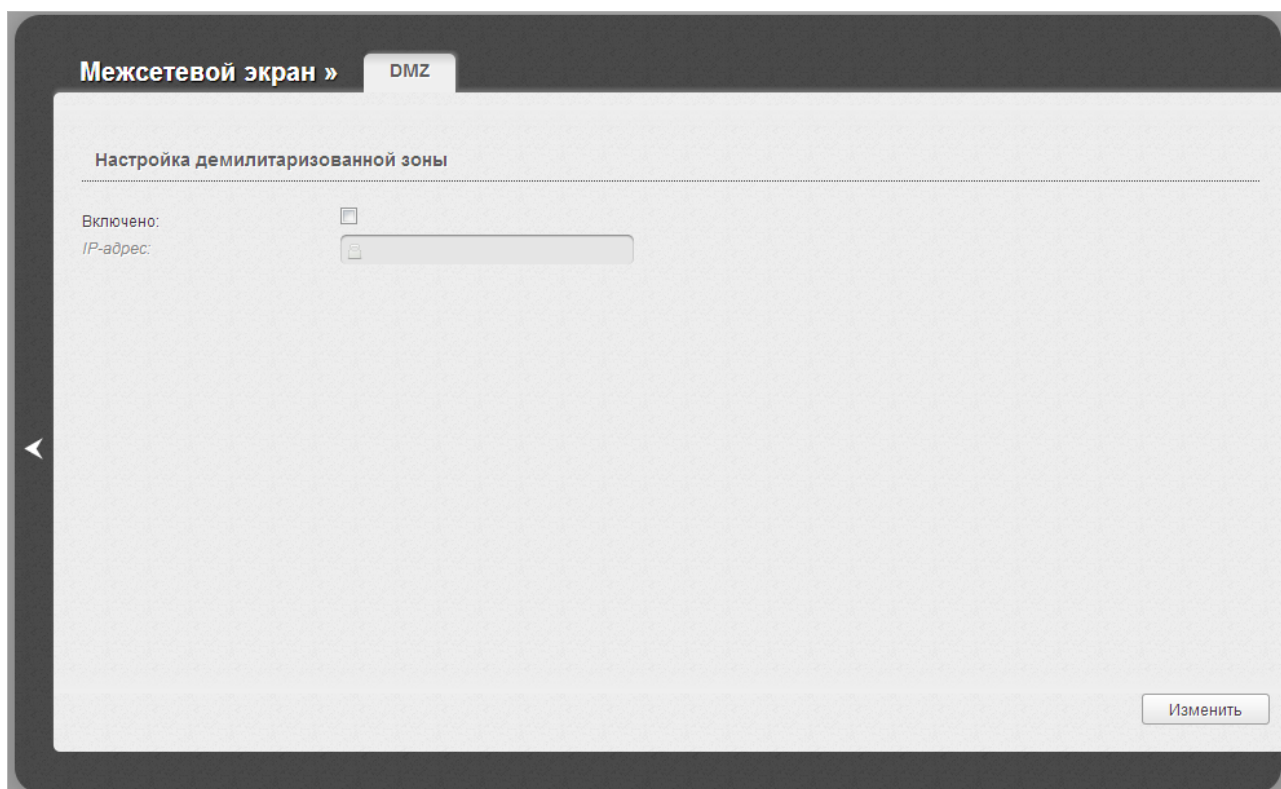 Межсетевой экран » DMZ
Настройка демилитаризованной зоны
Включено:
IP-адрес:
Изменить